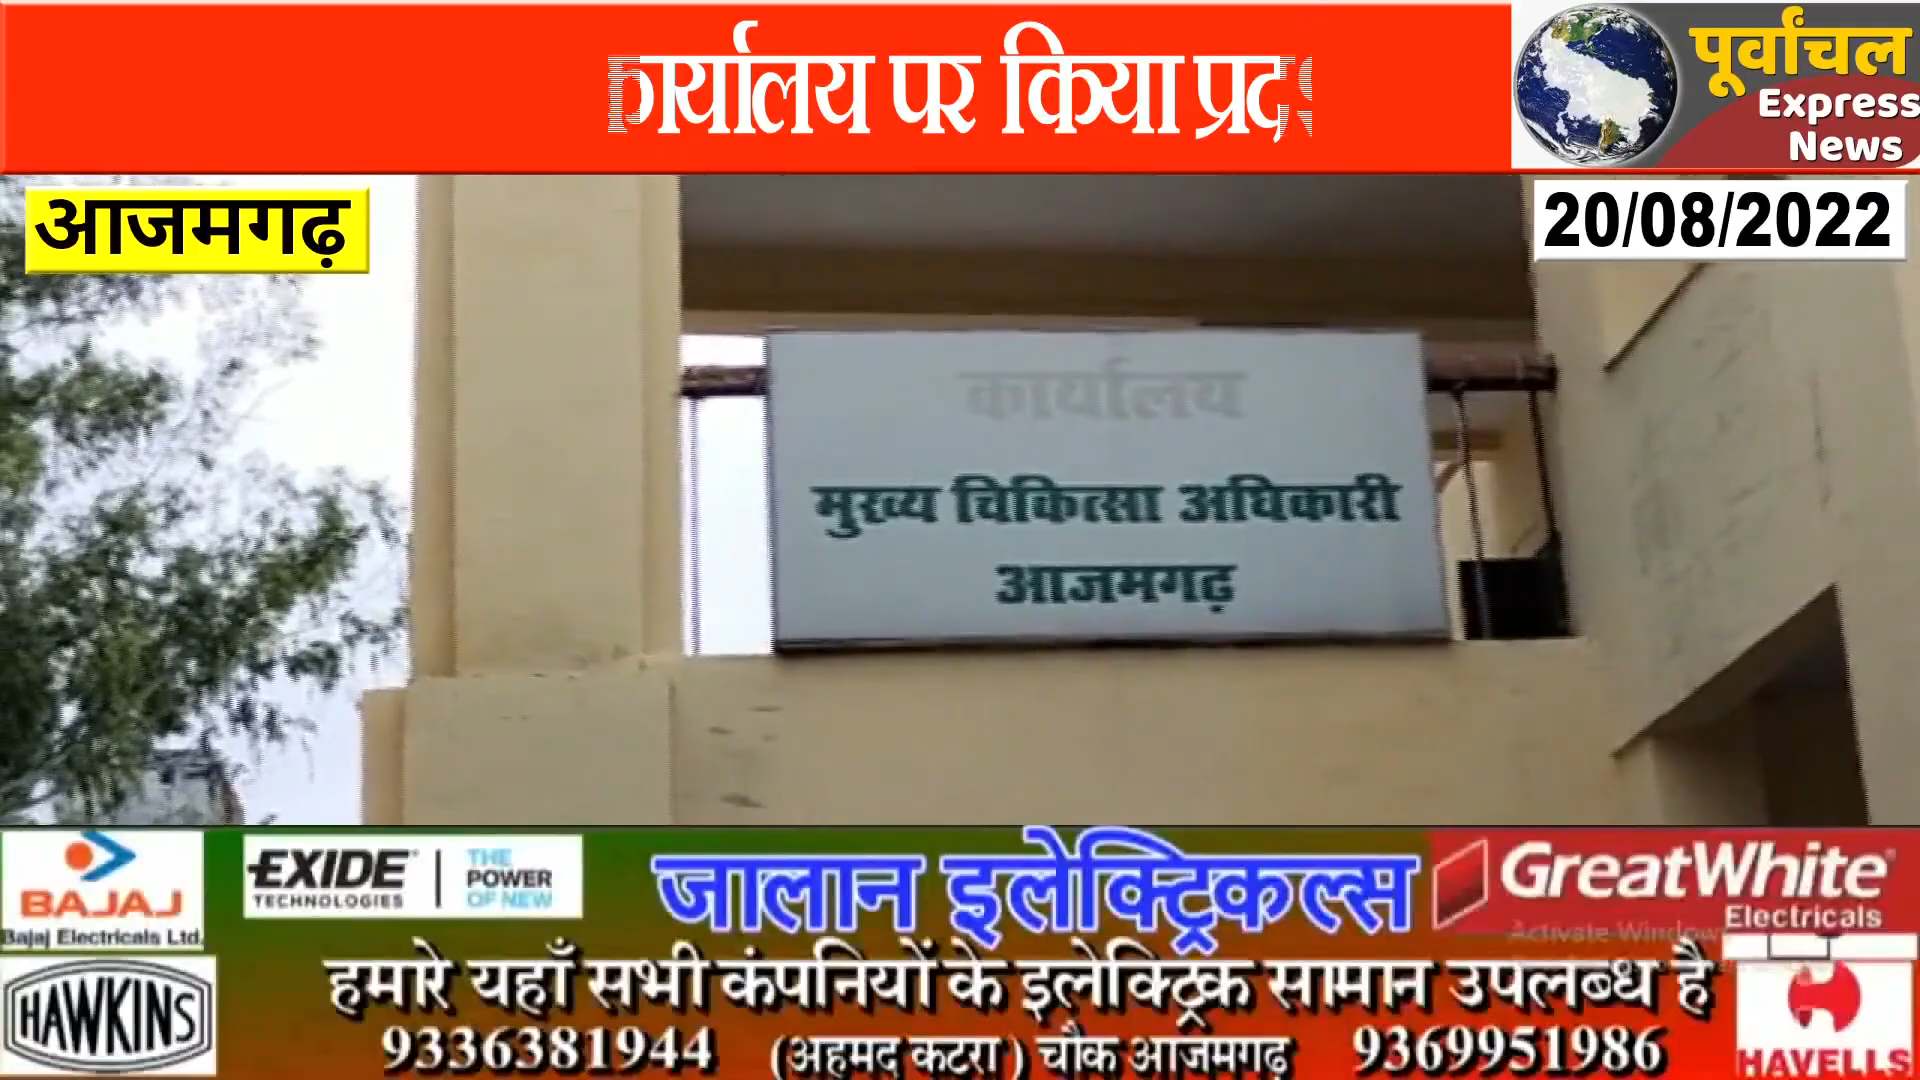 कार्यालय पर किया प्रद
पूर्वांचल
Express
News
आजमगढ़
20/08/2022
कार्यालय
मुख्य चिकित्सा अधिकारी
आजमगढ़
BAJAJ
Bajaj Electricals Ltd.
EXIDE
TECHNOLOGIES
THE
POWER
OF NEW
जालान इलेक्ट्रिकल्स
GreatWhite
Electricals
Activate Window
HAWKINS
हमारे यहाँ सभी कंपनियों के इलेक्ट्रिक सामान उपलब्ध है
9336381944 (अहमद कटरा) चौक आजमगढ़ 9369951986
HAVELLS